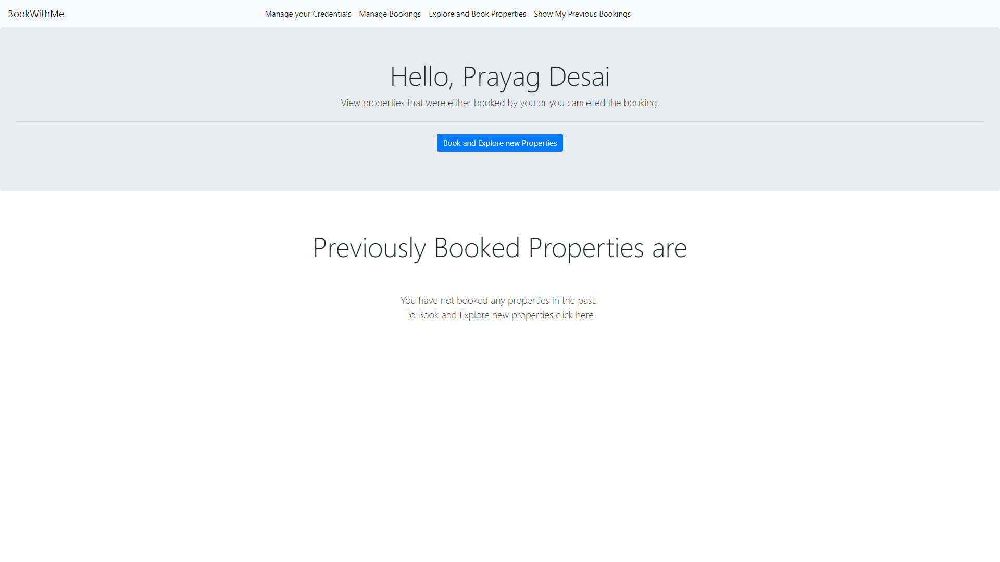 BookWithMe
Manage your Credentials Manage Bookings Explore and Book Properties Show My Previous Bookings
Hello, Prayag Desai
View properties that were either booked by you or you cancelled the booking.
Book and Explore new Properties
Previously Booked Properties are
You have not booked any properties in the past.
To Book and Explore new properties click here